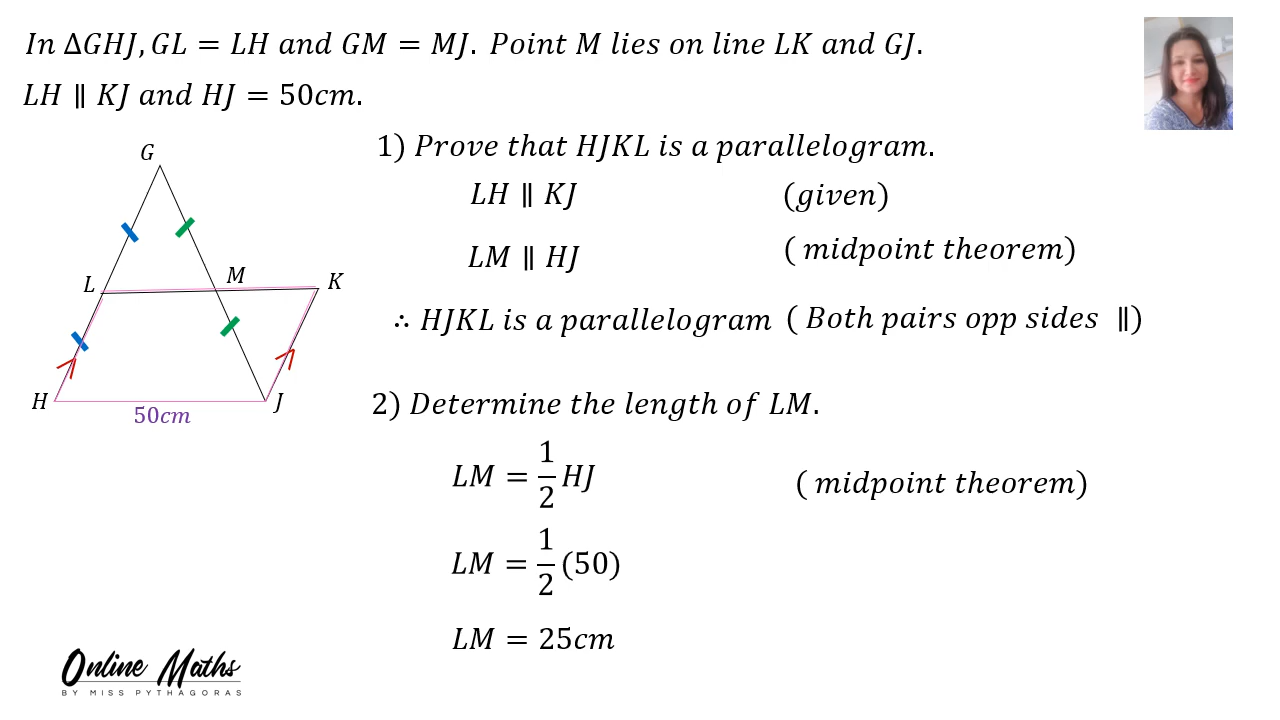 In ΔGHJ, GL = LH and GM = MJ. Point M lies on line LK and GJ.
LH ∥ KJ and HJ = 50cm.
1) Prove that HJKL is a parallelogram.
LH ∥ KJ (given)
LM ∥ HJ ( midpoint theorem)
∴ HJKL is a parallelogram ( Both pairs opp sides ∥)
G
L
M
K
H
J
50cm
2) Determine the length of LM.
LM = 1/2 HJ ( midpoint theorem)
LM = 1/2 (50)
LM = 25cm
Online Maths
BY MISS PYTHAGORAS